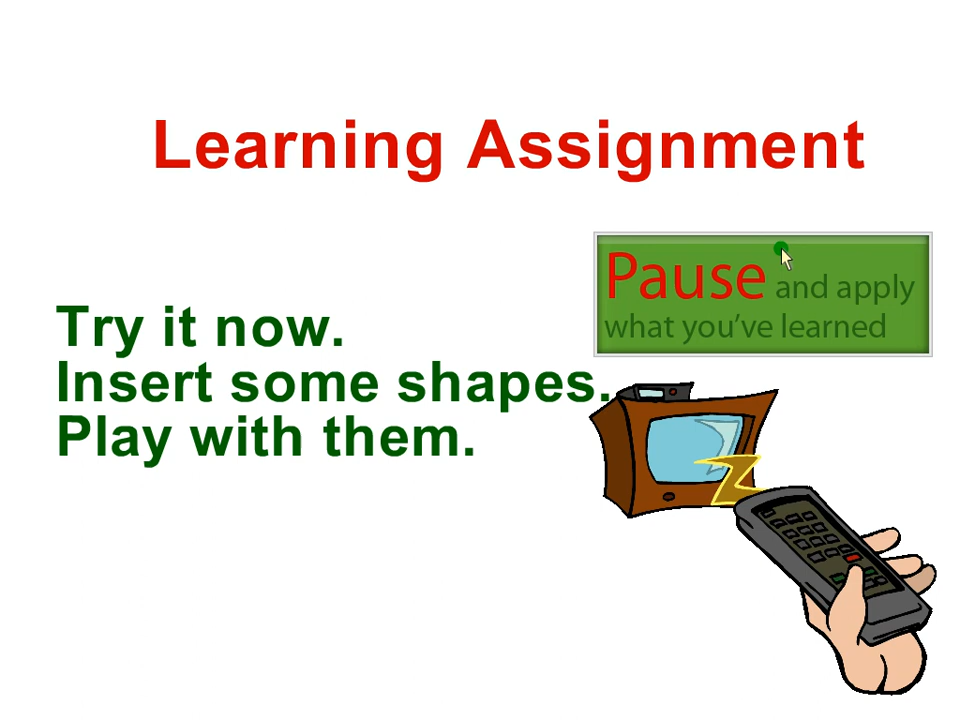 Learning Assignment
Pause and apply
what you've learned
Try it now.
Insert some shapes.
Play with them.